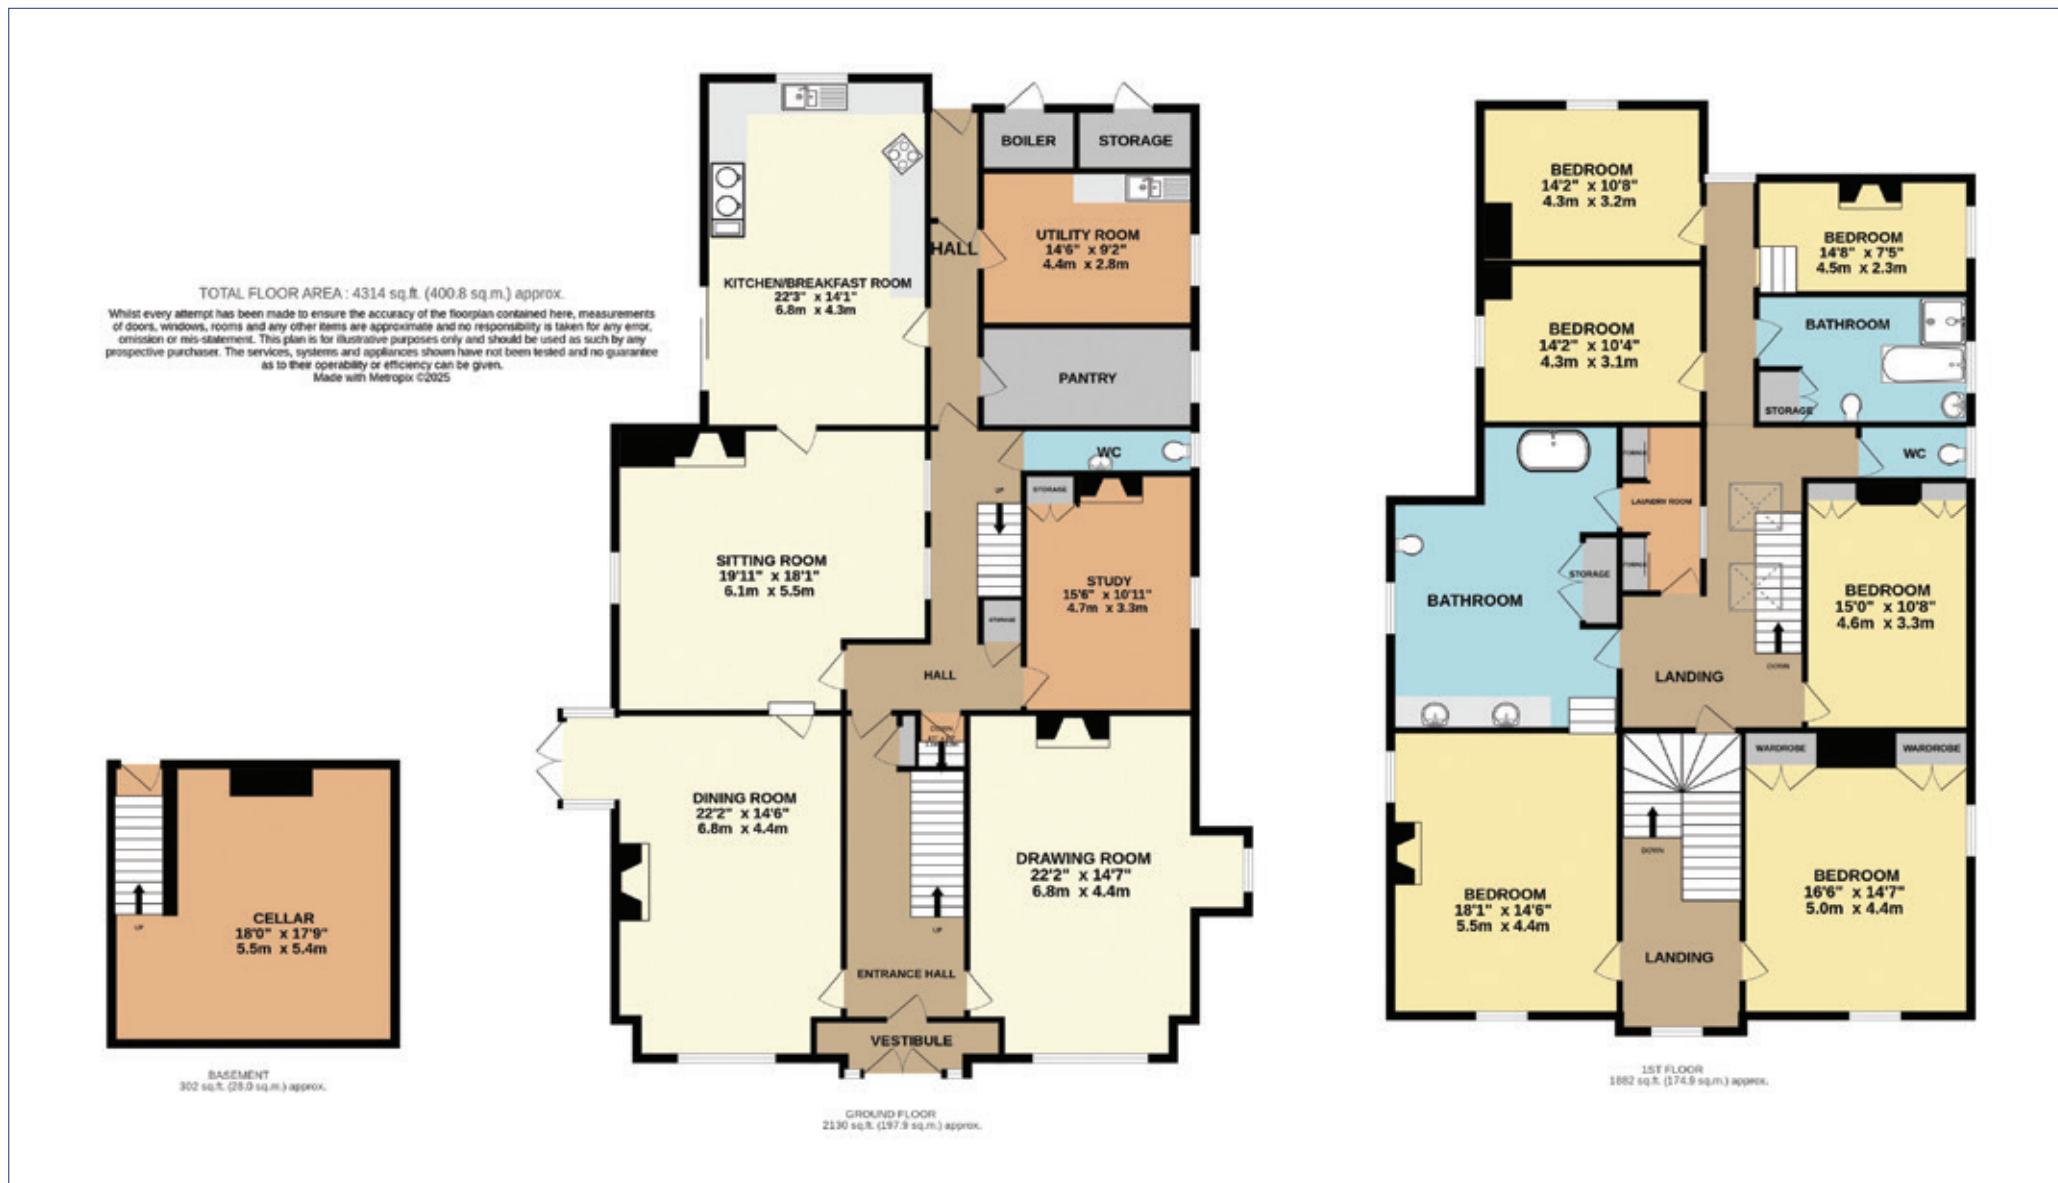 TOTAL FLOOR AREA : 4314 sq.ft. (400.8 sq.m.) approx.
Whilst every attempt has been made to ensure the accuracy of the floorplan contained here, measurements
of doors, windows, rooms and any other items are approximate and no responsibility is taken for any error,
omission or mis-statement. This plan is for illustrative purposes only and should be used as such by any
prospective purchaser. The services, systems and appliances shown have not been tested and no guarantee
as to their operability or efficiency can be given.
Made with Metropix ©2025
UP
CELLAR
18'0" x 17'9"
5.5m x 5.4m
BASEMENT
302 sq.ft. (28.0 sq.m.) approx.
BOILER
STORAGE
UTILITY ROOM
14'6" x 9'2"
4.4m x 2.8m
HALL
KITCHEN/BREAKFAST ROOM
22'3" x 14'1"
6.8m x 4.3m
PANTRY
WC
UP
STORAGE
SITTING ROOM
19'11" x 18'1"
6.1m x 5.5m
STUDY
15'6" x 10'11"
4.7m x 3.3m
STORAGE
HALL
DOWN
DINING ROOM
22'2" x 14'6"
6.8m x 4.4m
DRAWING ROOM
22'2" x 14'7"
6.8m x 4.4m
UP
ENTRANCE HALL
VESTIBULE
GROUND FLOOR
2130 sq.ft. (197.9 sq.m.) approx.
BEDROOM
14'2" x 10'8"
4.3m x 3.2m
BEDROOM
14'8" x 7'5"
4.5m x 2.3m
BEDROOM
14'2" x 10'4"
4.3m x 3.1m
BATHROOM
STORAGE
WC
STORAGE
LAUNDRY ROOM
STORAGE
STORAGE
BATHROOM
BEDROOM
15'0" x 10'8"
4.6m x 3.3m
DOWN
LANDING
WARDROBE
WARDROBE
DOWN
BEDROOM
18'1" x 14'6"
5.5m x 4.4m
BEDROOM
16'6" x 14'7"
5.0m x 4.4m
LANDING
1ST FLOOR
1882 sq.ft. (174.9 sq.m.) approx.